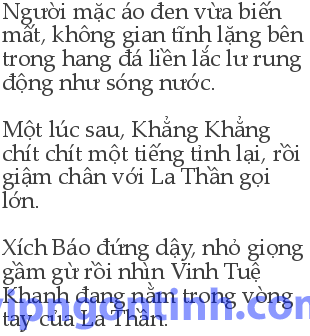 Người mặc áo đen vừa biến
mất, không gian tĩnh lặng bên
trong hang đá liền lắc lư rung
động như sóng nước.
Một lúc sau, Khẳng Khẳng
chít chít một tiếng tỉnh lại, rồi
giậm chân với La Thần gọi
lớn.
Xích Báo đứng dậy, nhỏ giọng
gầm gừ rồi nhìn Vinh Tuệ
Khanh đang nằm trong vòng
tay của La Thần.
vipngontinh.com